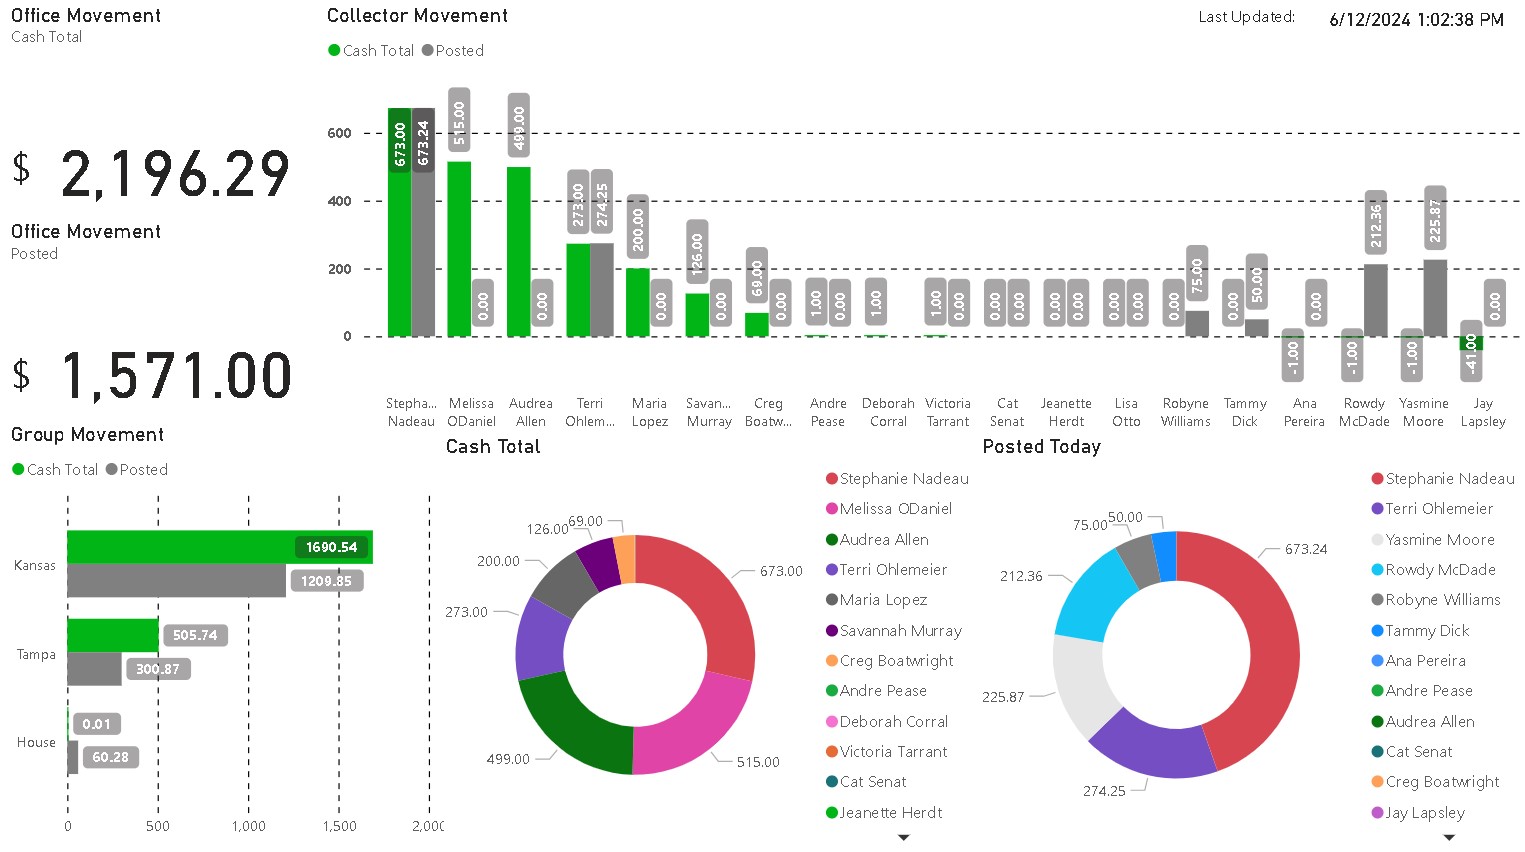 Office Movement
Cash Total
$ 2,196.29
Office Movement
Posted
$ 1,571.00
Collector Movement
Cash Total Posted
Last Updated: 6/12/2024 1:02:38 PM
600
400
200
0
673.00 673.24 515.00 0.00 499.00 0.00 273.00 274.25 200.00 0.00 126.00 0.00 69.00 0.00 1.00 0.00 1.00 1.00 0.00 0.00 0.00 0.00 0.00 0.00 0.00 0.00 75.00 0.00 50.00 -1.00 0.00 -1.00 212.36 -1.00 225.87 -41.00 0.00
Stepha... Melissa Audrea Terri Maria Savan... Creg Andre Deborah Victoria Cat Jeanette Lisa Robyne Tammy Ana Rowdy Yasmine Jay
Nadeau ODaniel Allen Ohlem... Lopez Murray Boatw... Pease Corral Tarrant Senat Herdt Otto Williams Dick Pereira McDade Moore Lapsley
Group Movement
Cash Total Posted
Kansas
1690.54
1209.85
Tampa
505.74
300.87
House
0.01
60.28
0 500 1,000 1,500 2,000
Cash Total
673.00
515.00
499.00
273.00
200.00
126.00
69.00
Stephanie Nadeau
Melissa ODaniel
Audrea Allen
Terri Ohlemeier
Maria Lopez
Savannah Murray
Creg Boatwright
Andre Pease
Deborah Corral
Victoria Tarrant
Cat Senat
Jeanette Herdt
Posted Today
673.24
274.25
225.87
212.36
75.00
50.00
Stephanie Nadeau
Terri Ohlemeier
Yasmine Moore
Rowdy McDade
Robyne Williams
Tammy Dick
Ana Pereira
Andre Pease
Audrea Allen
Cat Senat
Creg Boatwright
Jay Lapsley